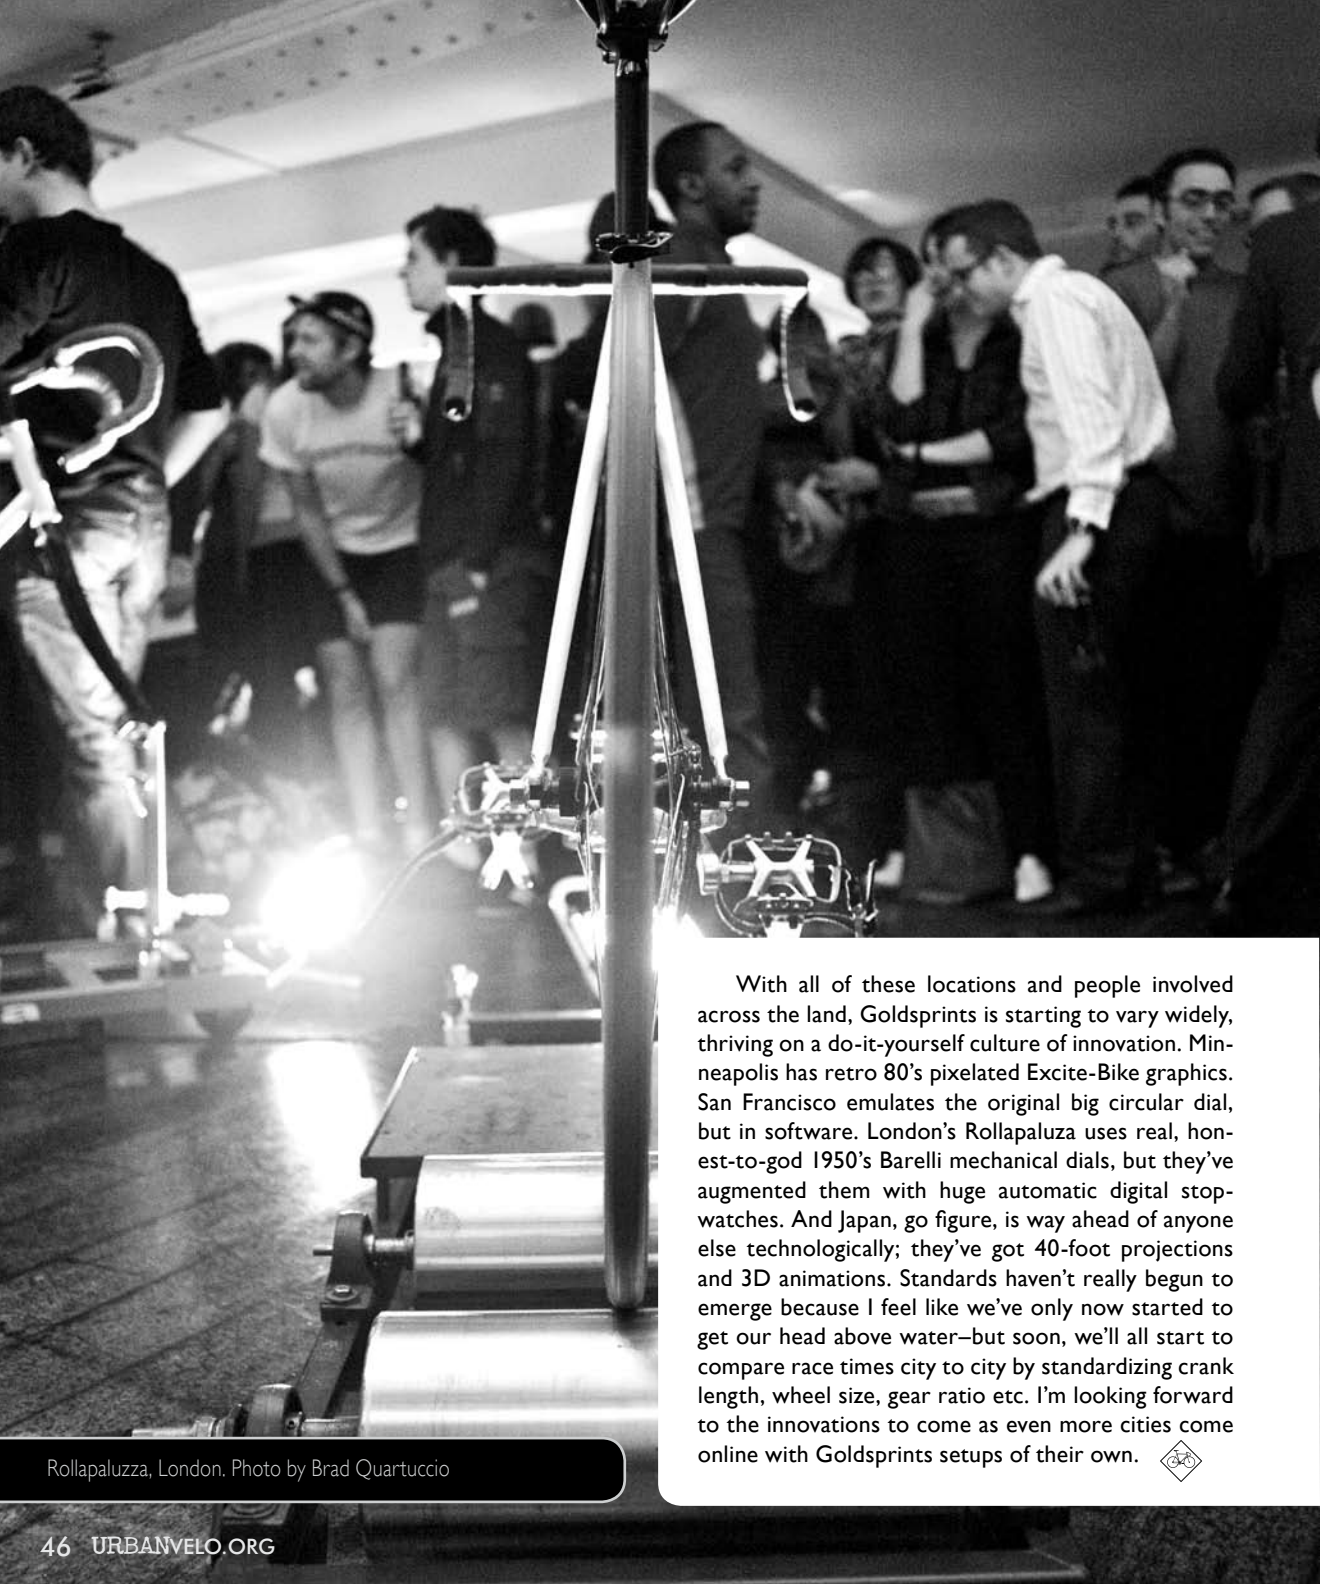 With all of these locations and people involved
across the land, Goldsprints is starting to vary widely,
thriving on a do-it-yourself culture of innovation. Min-
neapolis has retro 80’s pixelated Excite-Bike graphics.
San Francisco emulates the original big circular dial,
but in software. London’s Rollapaluza uses real, hon-
est-to-god 1950’s Barelli mechanical dials, but they’ve
augmented them with huge automatic digital stop-
watches. And Japan, go figure, is way ahead of anyone
else technologically; they’ve got 40-foot projections
and 3D animations. Standards haven’t really begun to
emerge because I feel like we’ve only now started to
get our head above water–but soon, we’ll all start to
compare race times city to city by standardizing crank
length, wheel size, gear ratio etc. I’m looking forward
to the innovations to come as even more cities come
online with Goldsprints setups of their own.
Rollapaluzza, London. Photo by Brad Quartuccio
46 URBANVELO.ORG